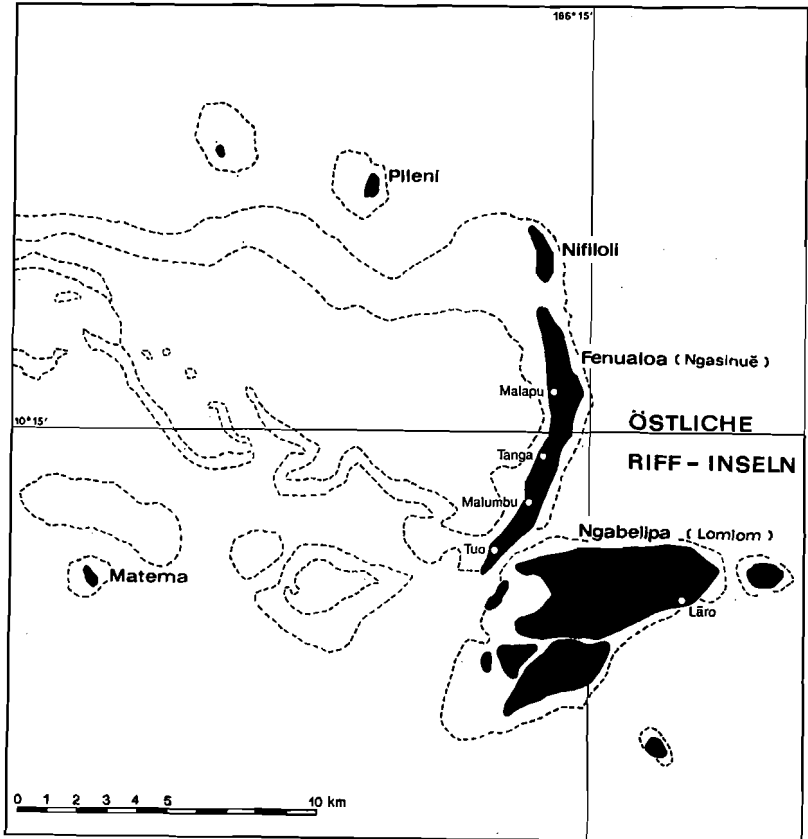 166°15'
Pileni
Nifiloli
Fenualoa ( Ngasinuë )
Malapu
10°15'
ÖSTLICHE
Tanga
RIFF – INSELN
Malumbu
Ngabelipa ( Lomlom )
Tuo
Matema
Lāro
0 1 2 3 4 5 10 km